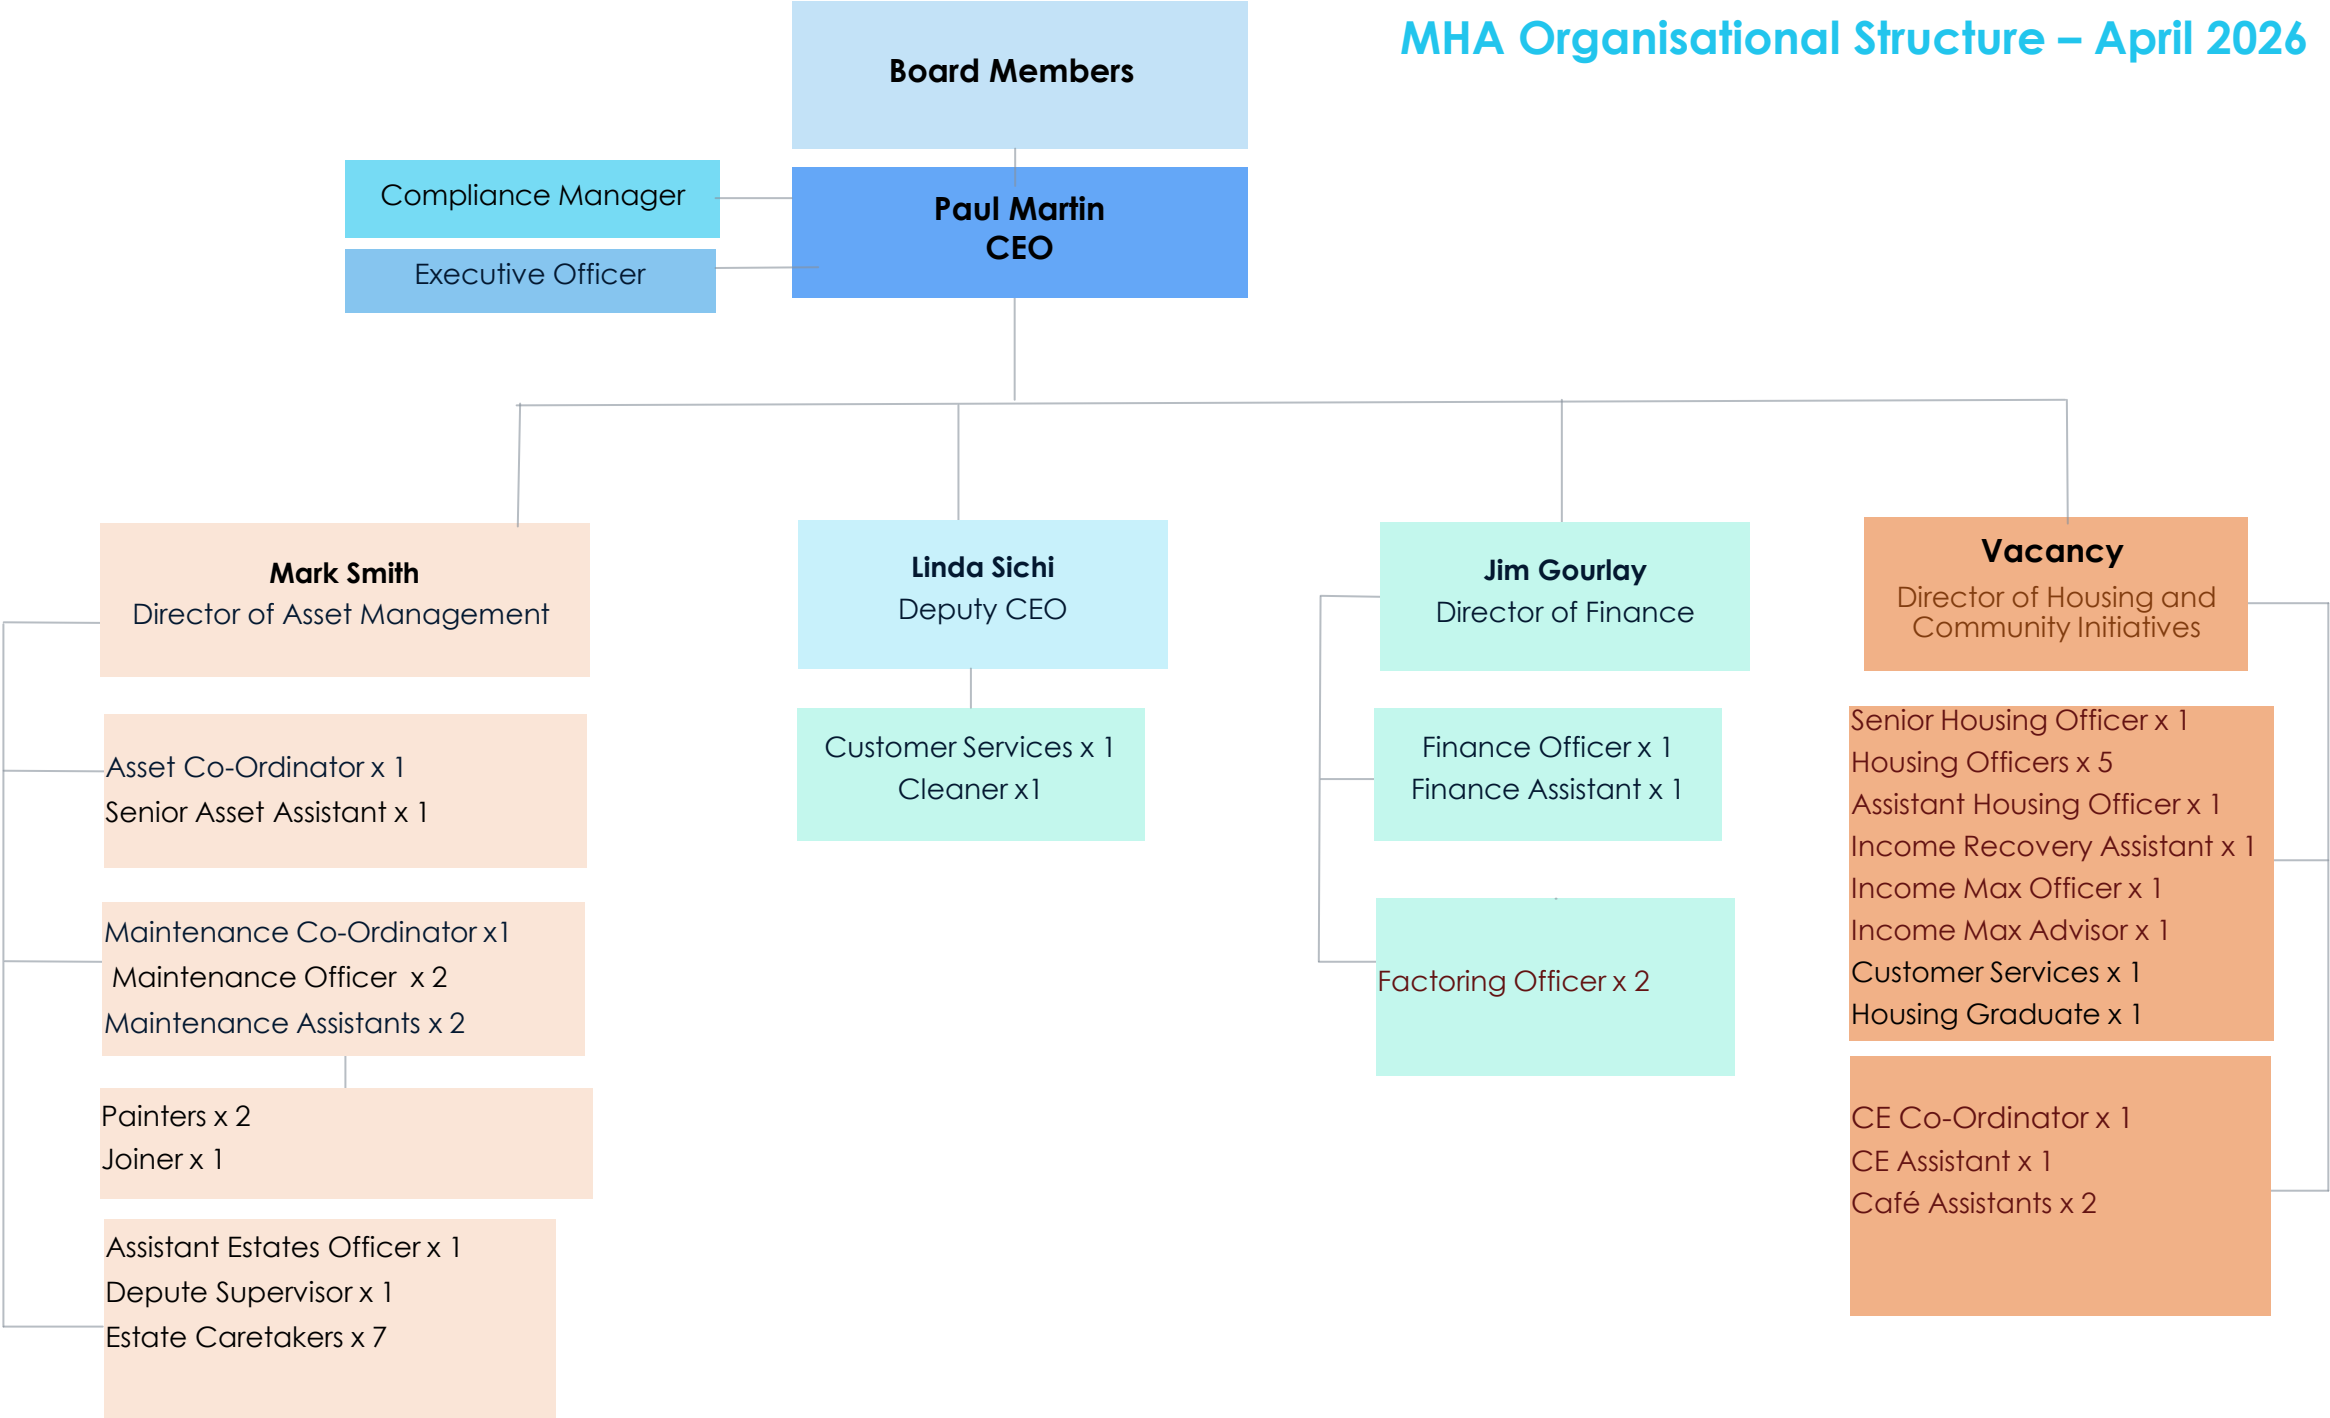 MHA Organisational Structure – April 2026
Board Members
Compliance Manager
Paul Martin
CEO
Executive Officer
Mark Smith
Director of Asset Management
Linda Sichi
Deputy CEO
Jim Gourlay
Director of Finance
Vacancy
Director of Housing and
Community Initiatives
Asset Co-Ordinator x 1
Senior Asset Assistant x 1
Maintenance Co-Ordinator x1
Maintenance Officer  x 2
Maintenance Assistants x 2
Painters x 2
Joiner x 1
Assistant Estates Officer x 1
Depute Supervisor x 1
Estate Caretakers x 7
Customer Services x 1
Cleaner x1
Finance Officer x 1
Finance Assistant x 1
Factoring Officer x 2
Senior Housing Officer x 1
Housing Officers x 5
Assistant Housing Officer x 1
Income Recovery Assistant x 1
Income Max Officer x 1
Income Max Advisor x 1
Customer Services x 1
Housing Graduate x 1
CE Co-Ordinator x 1
CE Assistant x 1
Café Assistants x 2